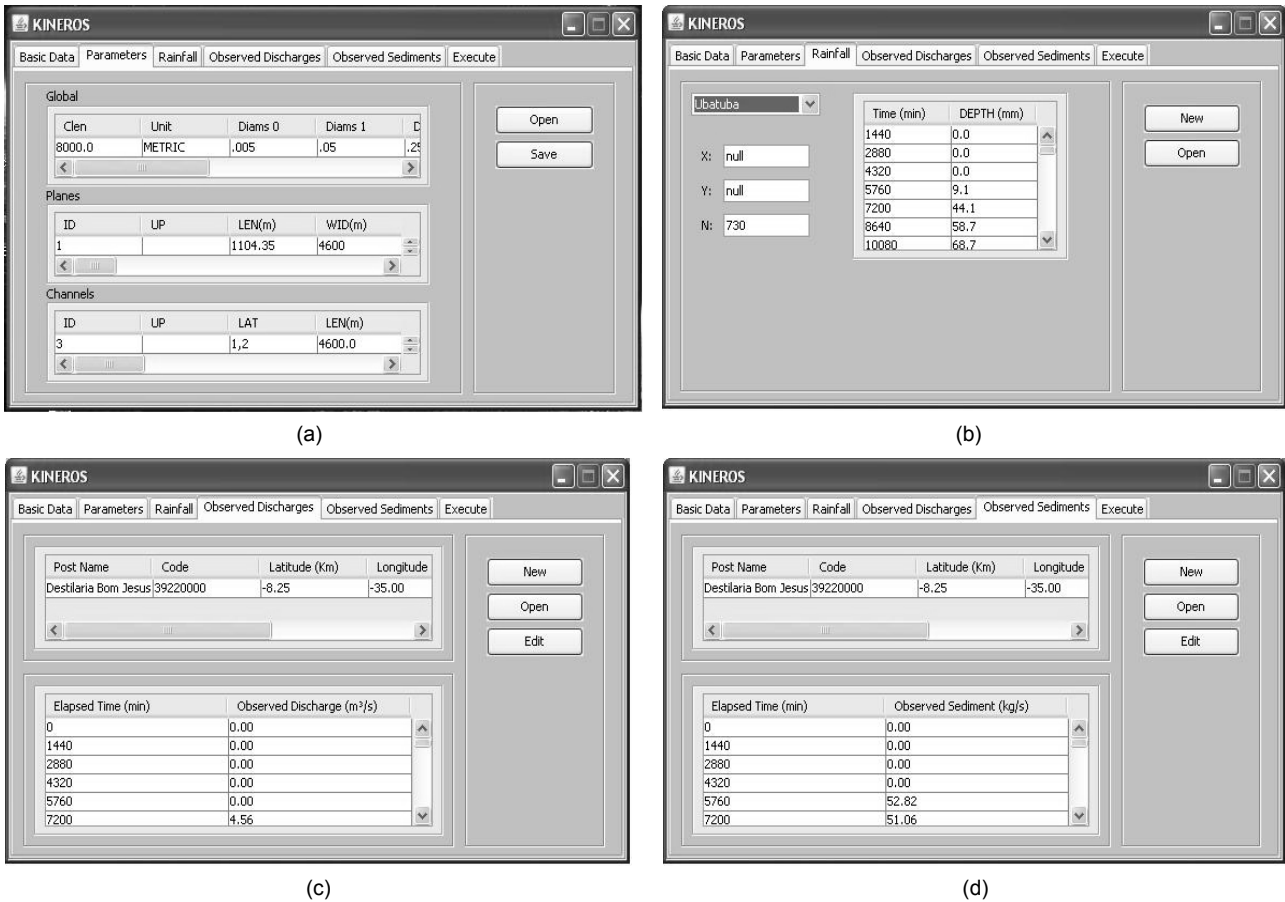 KINEROS
Basic Data Parameters Rainfall Observed Discharges Observed Sediments Execute
Global
Clen Unit Diams 0 Diams 1
8000.0 METRIC .005 .05
Open
Save
Planes
ID UP LEN(m) WID(m)
1 1104.35 4600
Channels
ID UP LAT LEN(m)
3 1,2 4600.0
(a)
KINEROS
Basic Data Parameters Rainfall Observed Discharges Observed Sediments Execute
Ubatuba
X: null
Y: null
N: 730
Time (min) DEPTH (mm)
1440 0.0
2880 0.0
4320 0.0
5760 9.1
7200 44.1
8640 58.7
10080 68.7
New
Open
(b)
KINEROS
Basic Data Parameters Rainfall Observed Discharges Observed Sediments Execute
Post Name Code Latitude (Km) Longitude
Destilaria Bom Jesus 39220000 -8.25 -35.00
New
Open
Edit
Elapsed Time (min) Observed Discharge (m³/s)
0 0.00
1440 0.00
2880 0.00
4320 0.00
5760 0.00
7200 4.56
(c)
KINEROS
Basic Data Parameters Rainfall Observed Discharges Observed Sediments Execute
Post Name Code Latitude (Km) Longitude
Destilaria Bom Jesus 39220000 -8.25 -35.00
New
Open
Edit
Elapsed Time (min) Observed Sediment (kg/s)
0 0.00
1440 0.00
2880 0.00
4320 0.00
5760 52.82
7200 51.06
(d)